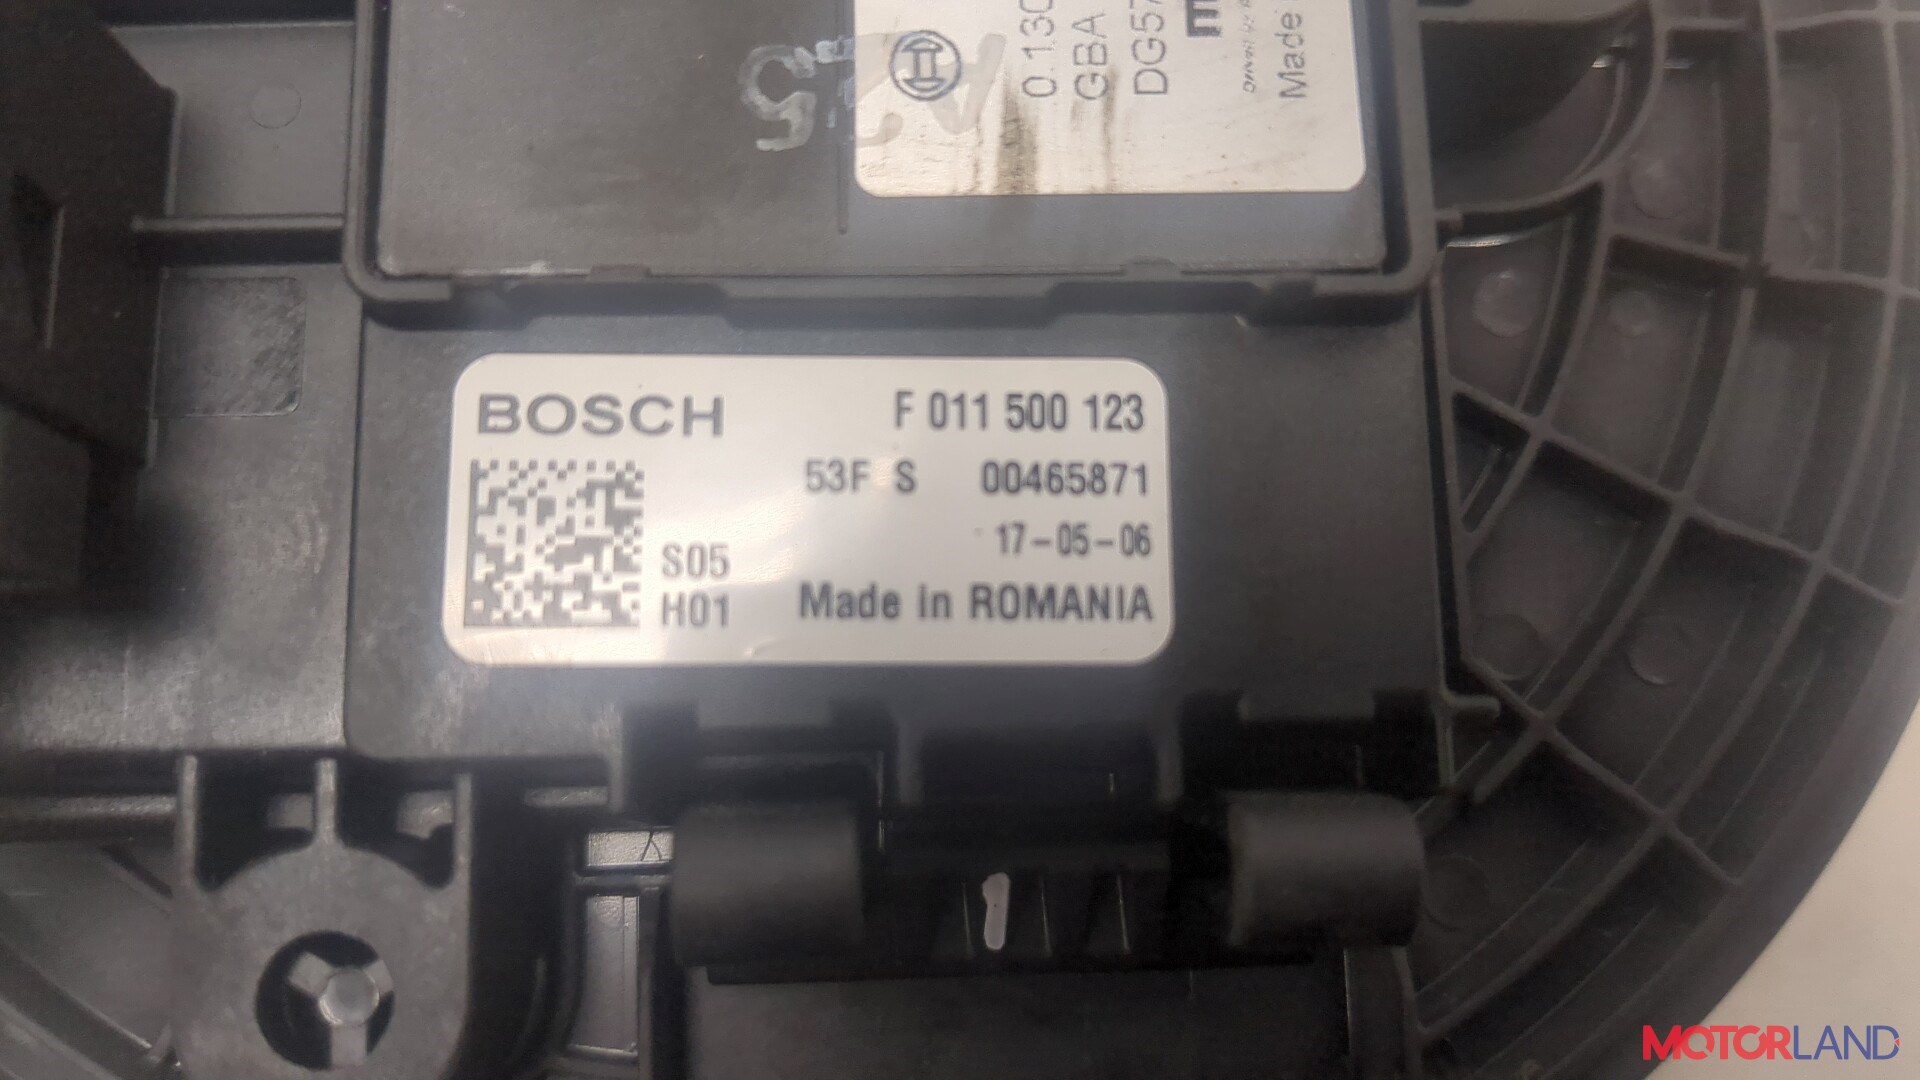 0 130
GBA
DG57
Made
BOSCH
F 011 500 123
53F S 00465871
17-05-06
S05
H01
Made in ROMANIA
MOTORLAND